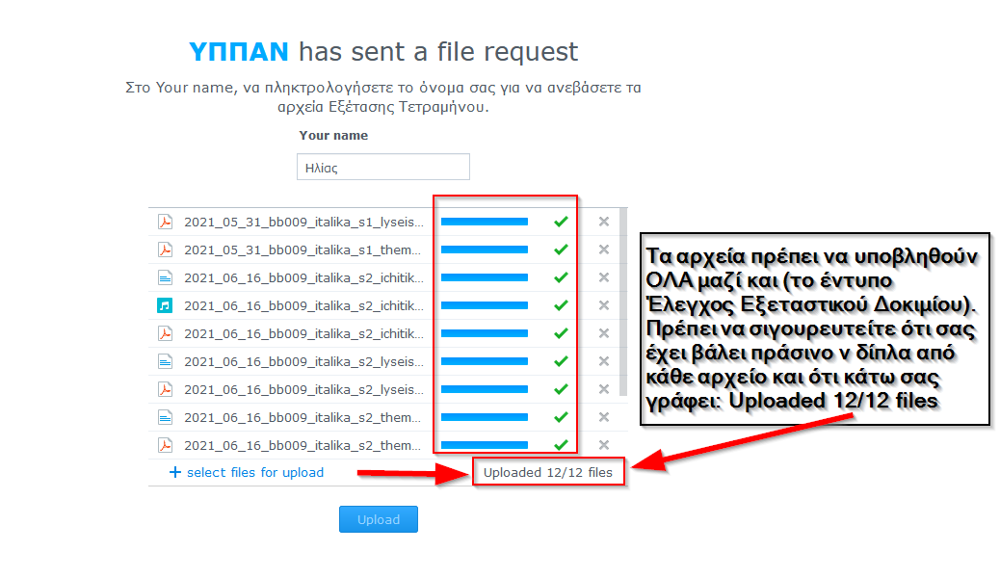 ΥΠΠΑΝ has sent a file request
Στο Your name, να πληκτρολογήσετε το όνομα σας για να ανεβάσετε τα
αρχεία Εξέτασης Τετραμήνου.
Your name
Ηλίας
2021_05_31_bb009_italika_s1_lyseis...
2021_05_31_bb009_italika_s1_them...
2021_06_16_bb009_italika_s2_ichitik...
2021_06_16_bb009_italika_s2_ichitik...
2021_06_16_bb009_italika_s2_ichitik...
2021_06_16_bb009_italika_s2_lyseis...
2021_06_16_bb009_italika_s2_lyseis...
2021_06_16_bb009_italika_s2_them...
2021_06_16_bb009_italika_s2_them...
+ select files for upload
Uploaded 12/12 files
Upload
Τα αρχεία πρέπει να υποβληθούν
ΟΛΑ μαζί και (το έντυπο
Έλεγχος Εξεταστικού Δοκιμίου).
Πρέπει να σιγουρευτείτε ότι σας
έχει βάλει πράσινο ν δίπλα από
κάθε αρχείο και ότι κάτω σας
γράφει: Uploaded 12/12 files